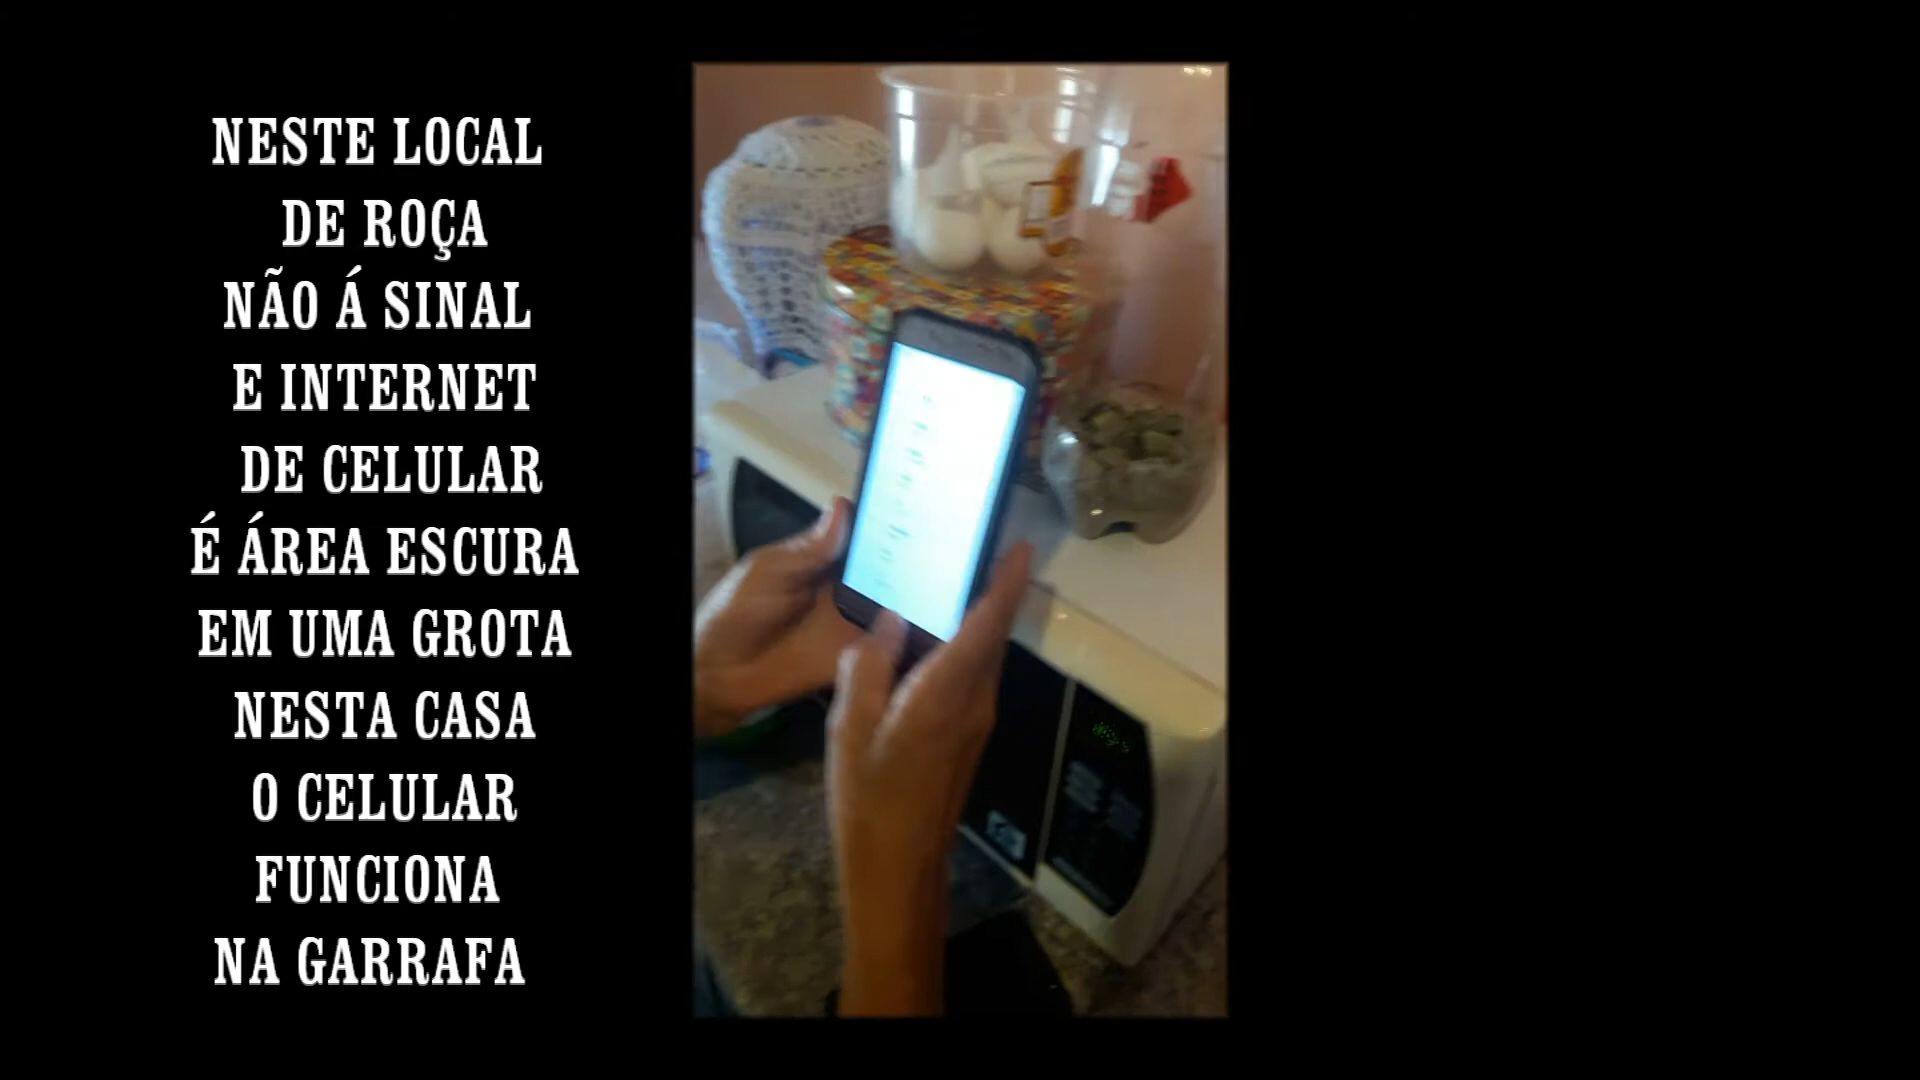 NESTE LOCAL
DE ROÇA
NÃO Á SINAL
E INTERNET
DE CELULAR
É ÁREA ESCURA
EM UMA GROTA
NESTA CASA
O CELULAR
FUNCIONA
NA GARRAFA